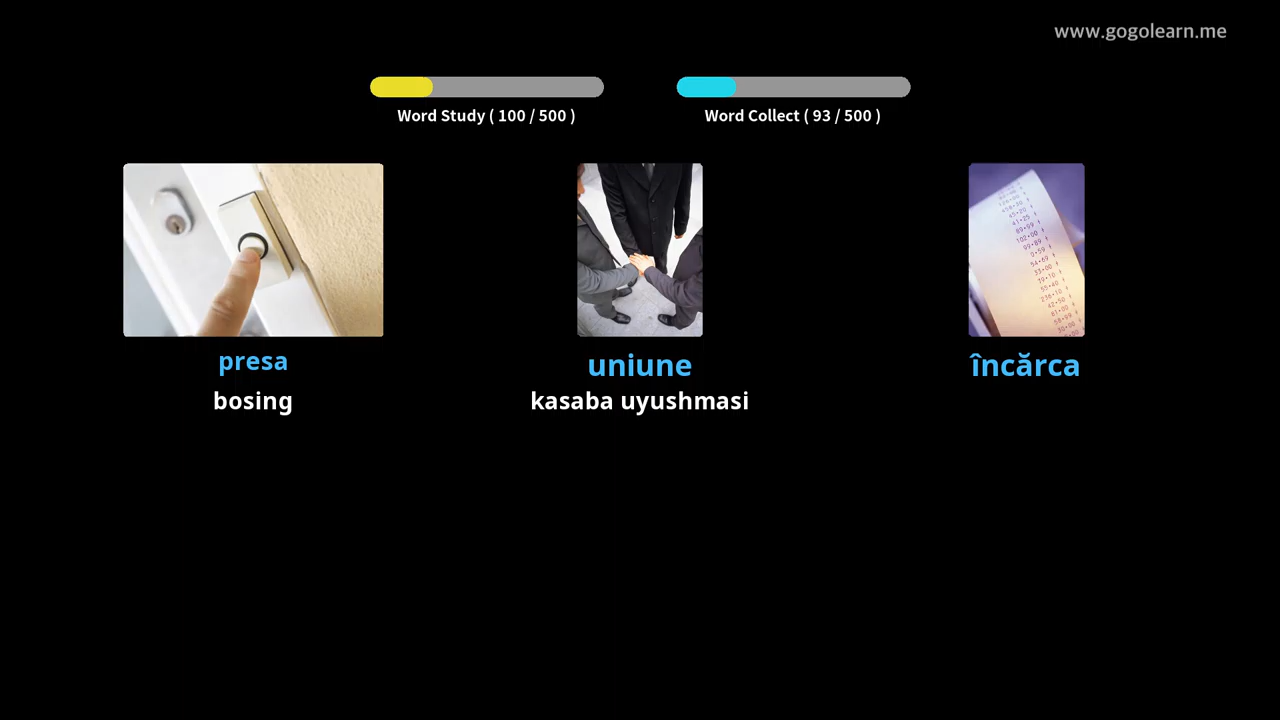 www.gogolearn.me
Word Study ( 100 / 500 )
Word Collect ( 93 / 500 )
presa
uniune
încărca
bosing
kasaba uyushmasi